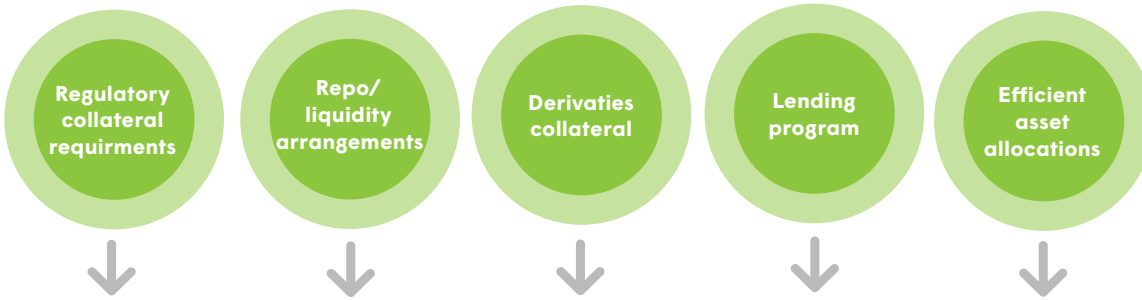 Regulatory
collateral
requirments
Repo/
liquidity
arrangements
Derivaties
collateral
Lending
program
Efficient
asset
allocations